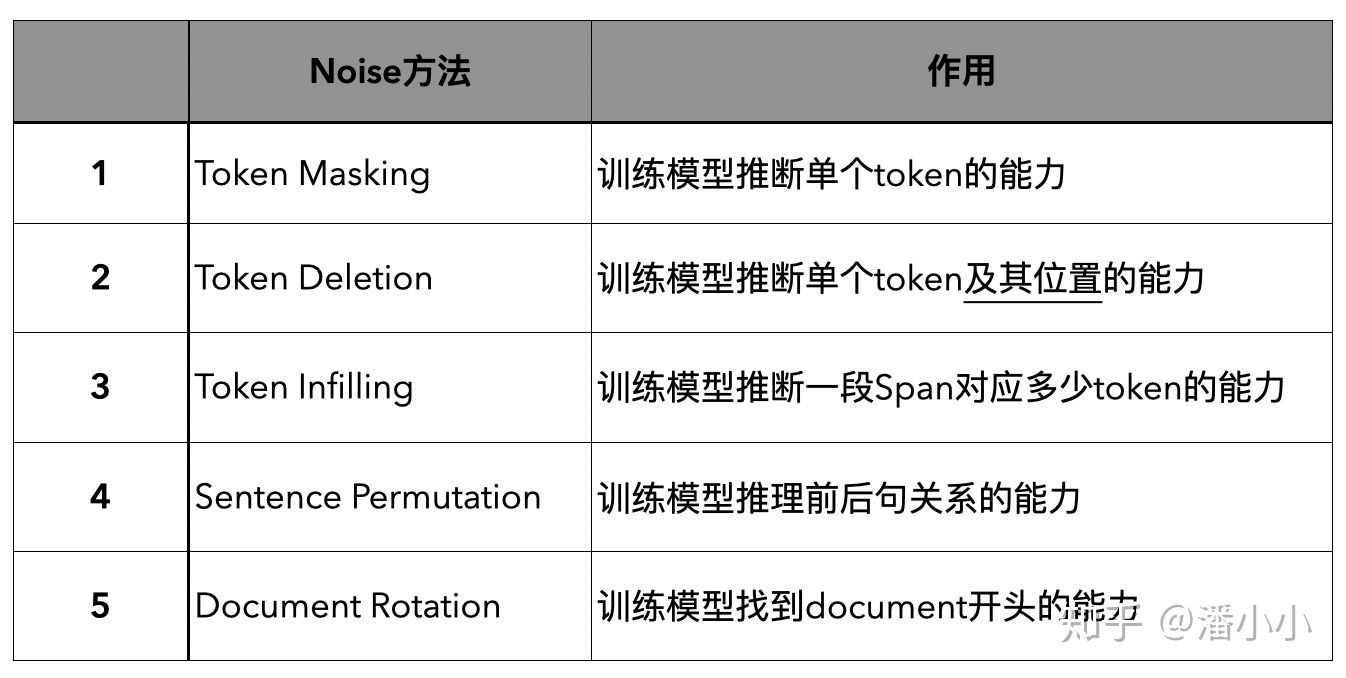 Noise方法 作用
1 Token Masking 训练模型推断单个token的能力
2 Token Deletion 训练模型推断单个token及其位置的能力
3 Token Infilling 训练模型推断一段Span对应多少token的能力
4 Sentence Permutation 训练模型推理前后句关系的能力
5 Document Rotation 训练模型找到document开头的能力
知乎 @潘小小